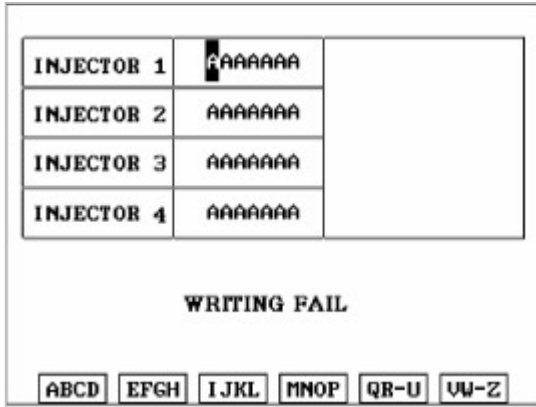 INJECTOR 1 AAAAAAA
INJECTOR 2 AAAAAAA
INJECTOR 3 AAAAAAA
INJECTOR 4 AAAAAAA
WRITING FAIL
ABCD EFGH IJKL MNOP QR-U VW-Z